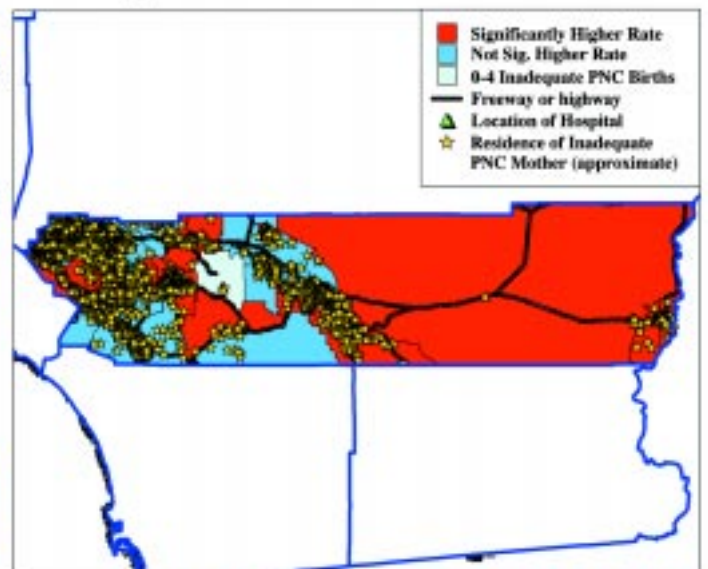 Significantly Higher Rate
Not Sig. Higher Rate
0-4 Inadequate PNC Births
Freeway or highway
Location of Hospital
Residence of Inadequate
PNC Mother (approximate)